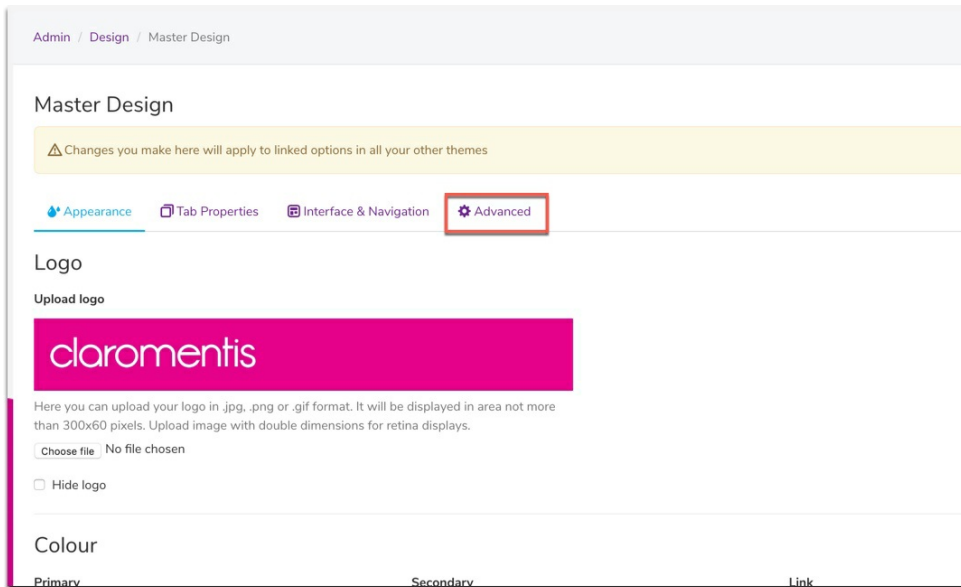 Admin / Design / Master Design
Master Design
Changes you make here will apply to linked options in all your other themes
Appearance Tab Properties Interface & Navigation Advanced
Logo
Upload logo
claromentis
Here you can upload your logo in .jpg, .png or .gif format. It will be displayed in area not more
than 300x60 pixels. Upload image with double dimensions for retina displays.
Choose file No file chosen
Hide logo
Colour
Primary Secondary Link